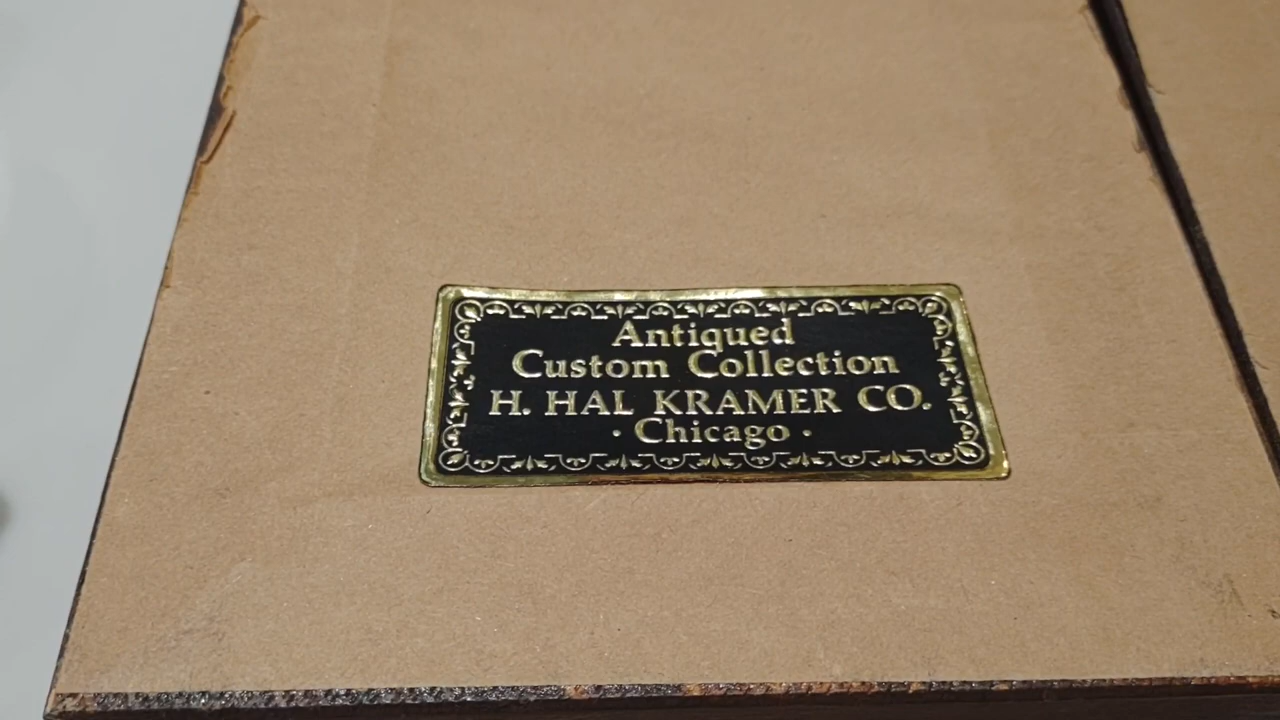 Antiqued
Custom Collection
H. HAL KRAMER CO.
· Chicago ·